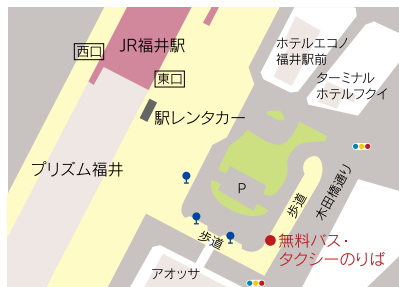 JR福井駅
西口
東口
ホテルエコノ
福井駅前
ターミナル
ホテルフクイ
駅レンタカー
プリズム福井
P
木田橋通り
歩道
歩道
無料バス・
タクシーのりば
アオッサ